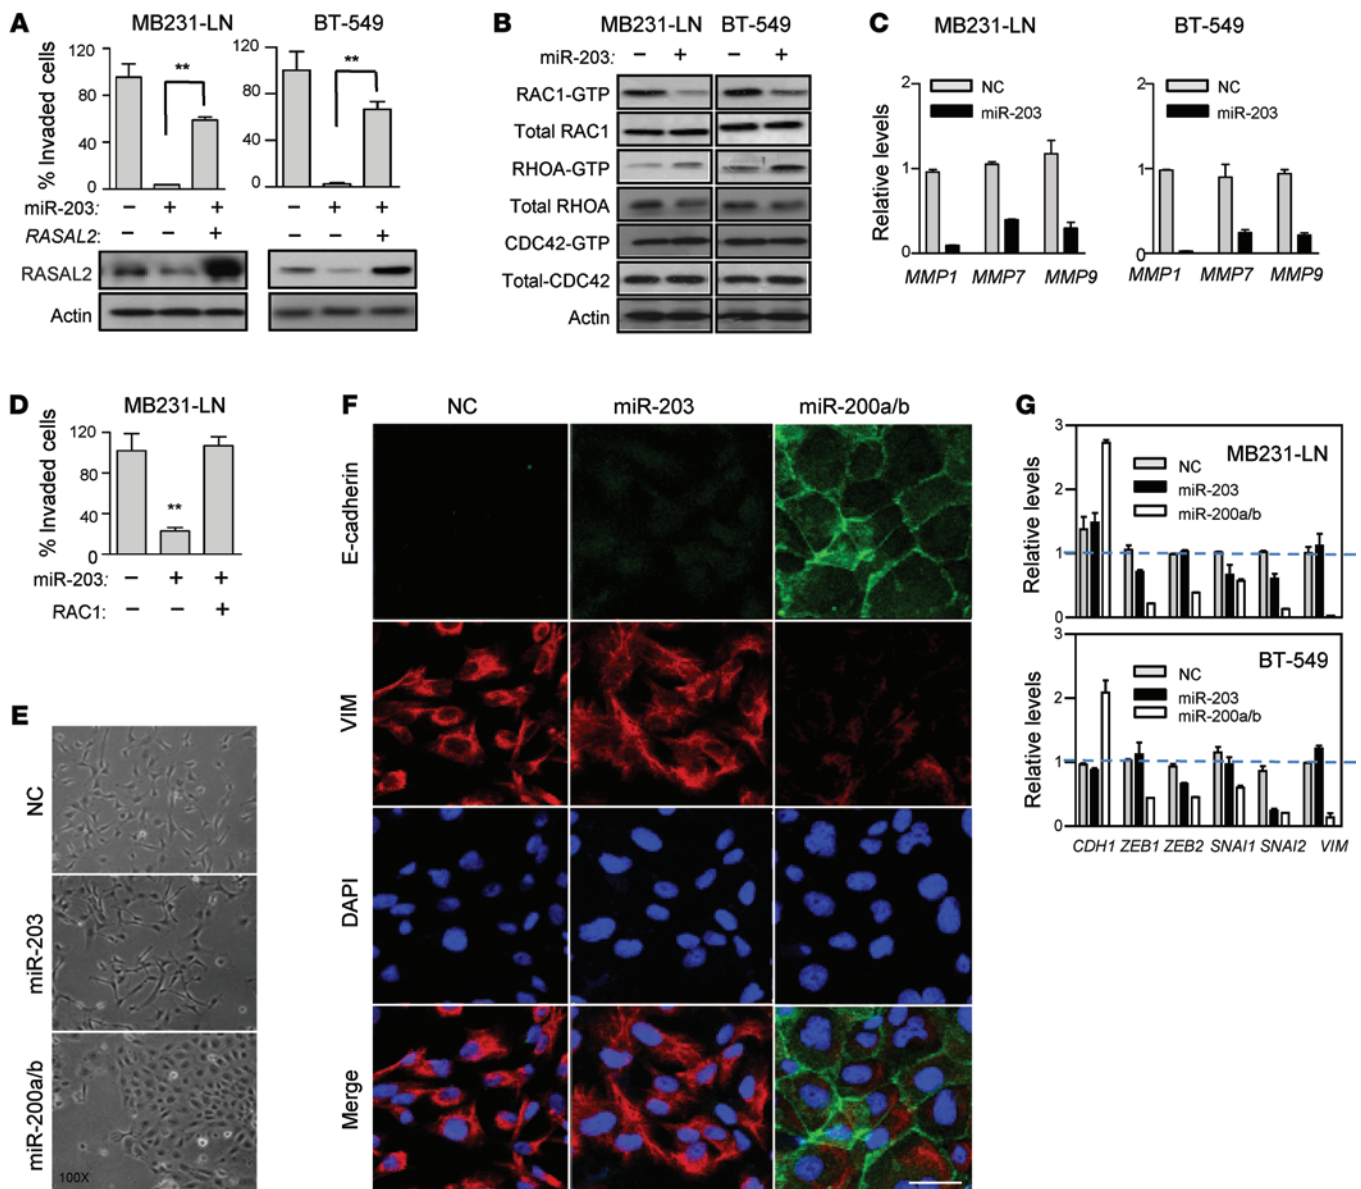 A
MB231-LN
BT-549
% Invaded cells
120
80
40
0
**
120
80
40
0
**
miR-203: – + + – + +
RASAL2: – – + – – +
RASAL2
Actin
B
MB231-LN BT-549
miR-203: – + – +
RAC1-GTP
Total RAC1
RHOA-GTP
Total RHOA
CDC42-GTP
Total-CDC42
Actin
C
MB231-LN
BT-549
Relative levels
2
1
0
NC
miR-203
MMP1 MMP7 MMP9
2
1
0
NC
miR-203
MMP1 MMP7 MMP9
D
MB231-LN
% Invaded cells
120
80
40
0
**
miR-203: – + +
RAC1: – – +
E
NC
miR-203
miR-200a/b
100X
F
NC miR-203 miR-200a/b
E-cadherin
VIM
DAPI
Merge
G
MB231-LN
Relative levels
3
2
1
0
NC
miR-203
miR-200a/b
BT-549
Relative levels
3
2
1
0
NC
miR-203
miR-200a/b
CDH1 ZEB1 ZEB2 SNAI1 SNAI2 VIM